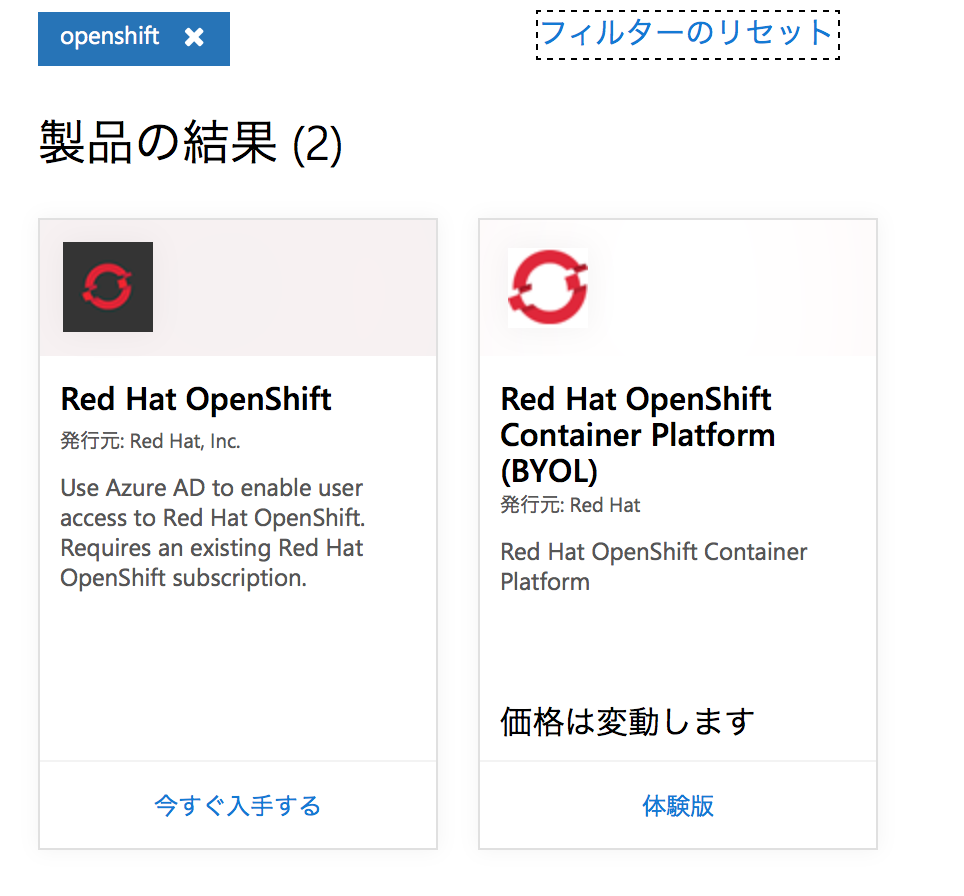 openshift ✖
フィルターのリセット
製品の結果 (2)
Red Hat OpenShift
発行元: Red Hat, Inc.
Use Azure AD to enable user
access to Red Hat OpenShift.
Requires an existing Red Hat
OpenShift subscription.
今すぐ入手する
Red Hat OpenShift
Container Platform
(BYOL)
発行元: Red Hat
Red Hat OpenShift Container
Platform
価格は変動します
体験版